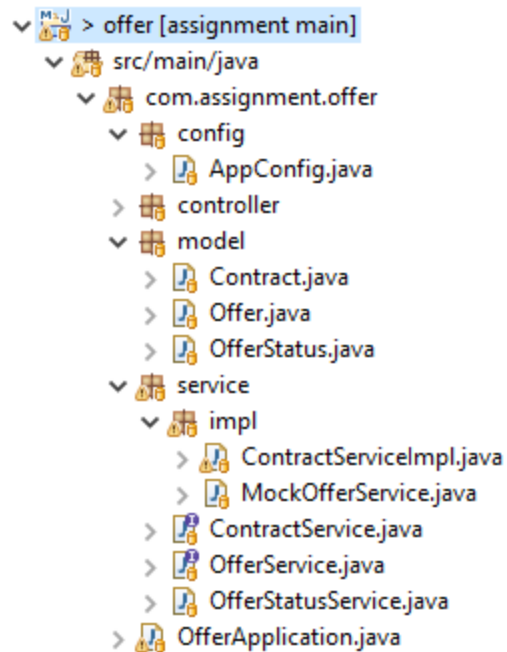 > offer [assignment main]
src/main/java
com.assignment.offer
config
AppConfig.java
controller
model
Contract.java
Offer.java
OfferStatus.java
service
impl
ContractServiceImpl.java
MockOfferService.java
ContractService.java
OfferService.java
OfferStatusService.java
OfferApplication.java